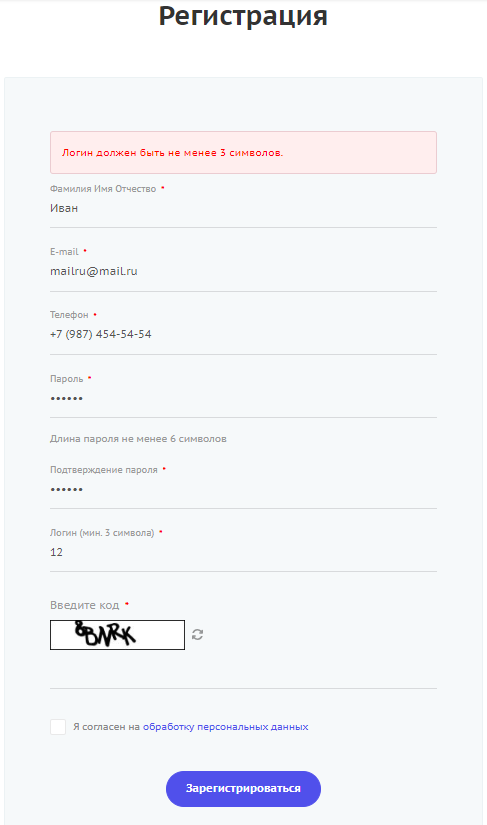 Регистрация
Логин должен быть не менее 3 символов.
Фамилия Имя Отчество *
Иван
E-mail *
mailru@mail.ru
Телефон *
+7 (987) 454-54-54
Пароль *
••••••
Длина пароля не менее 6 символов
Подтверждение пароля *
••••••
Логин (мин. 3 символа) *
12
Введите код *
8BNRK
Я согласен на обработку персональных данных
Зарегистрироваться